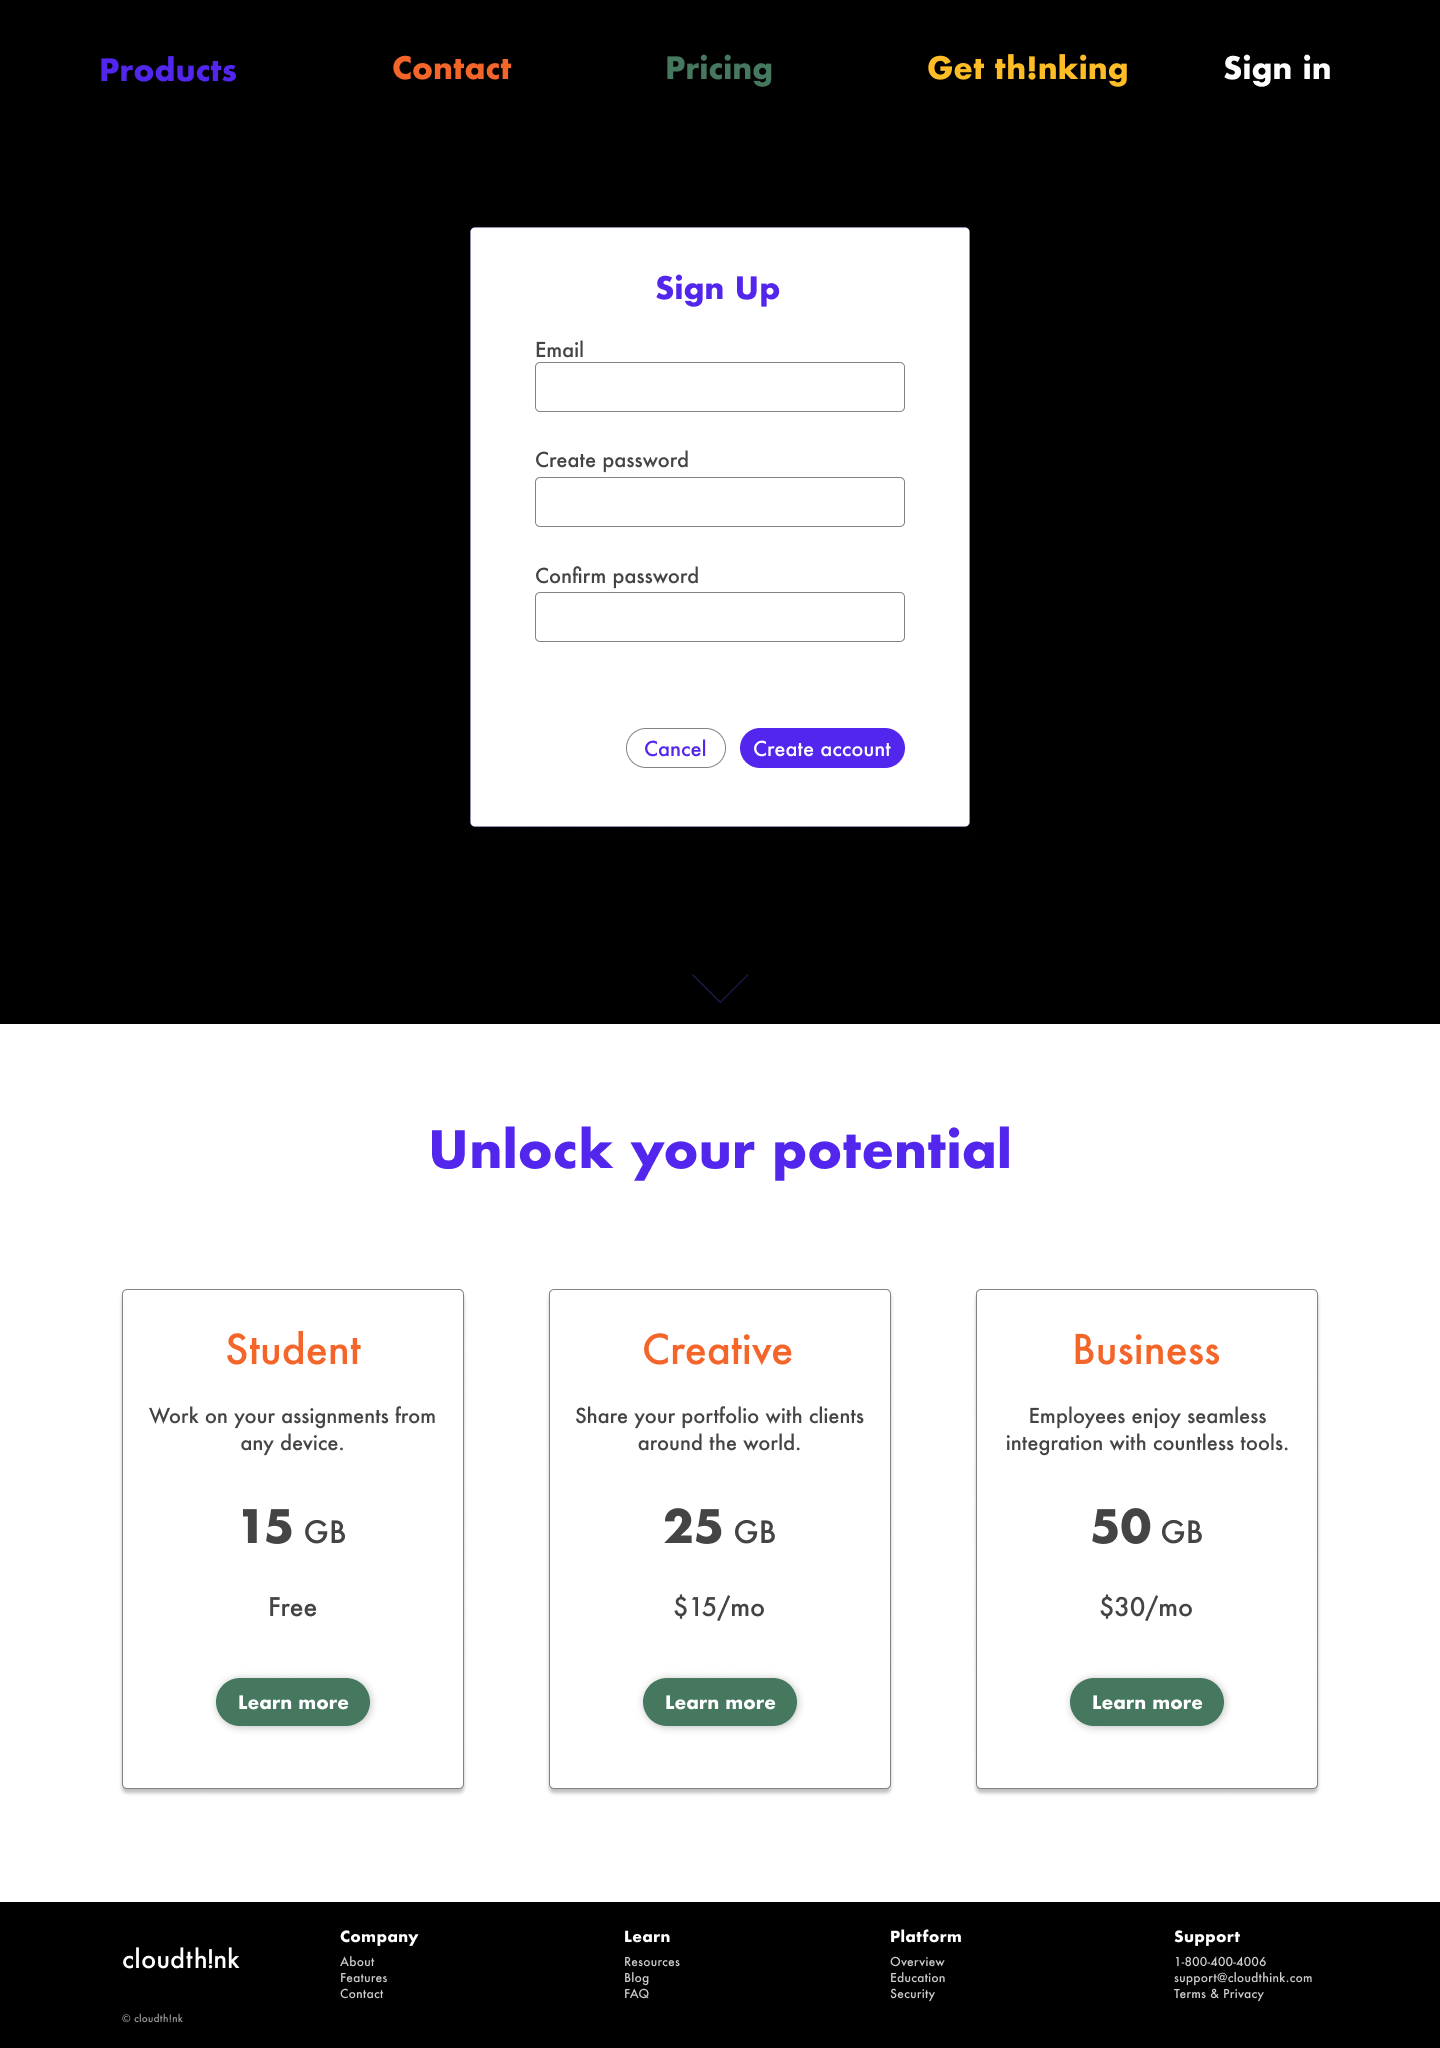 Products Contact Pricing Get th!nking Sign in
Sign Up
Email
Create password
Confirm password
Cancel Create account
Unlock your potential
Student
Work on your assignments from
any device.
15 GB
Free
Learn more
Creative
Share your portfolio with clients
around the world.
25 GB
$15/mo
Learn more
Business
Employees enjoy seamless
integration with countless tools.
50 GB
$30/mo
Learn more
cloudth!nk
© cloudth!nk
Company
About
Features
Contact
Learn
Resources
Blog
FAQ
Platform
Overview
Education
Security
Support
1-800-400-4006
support@cloudthink.com
Terms & Privacy